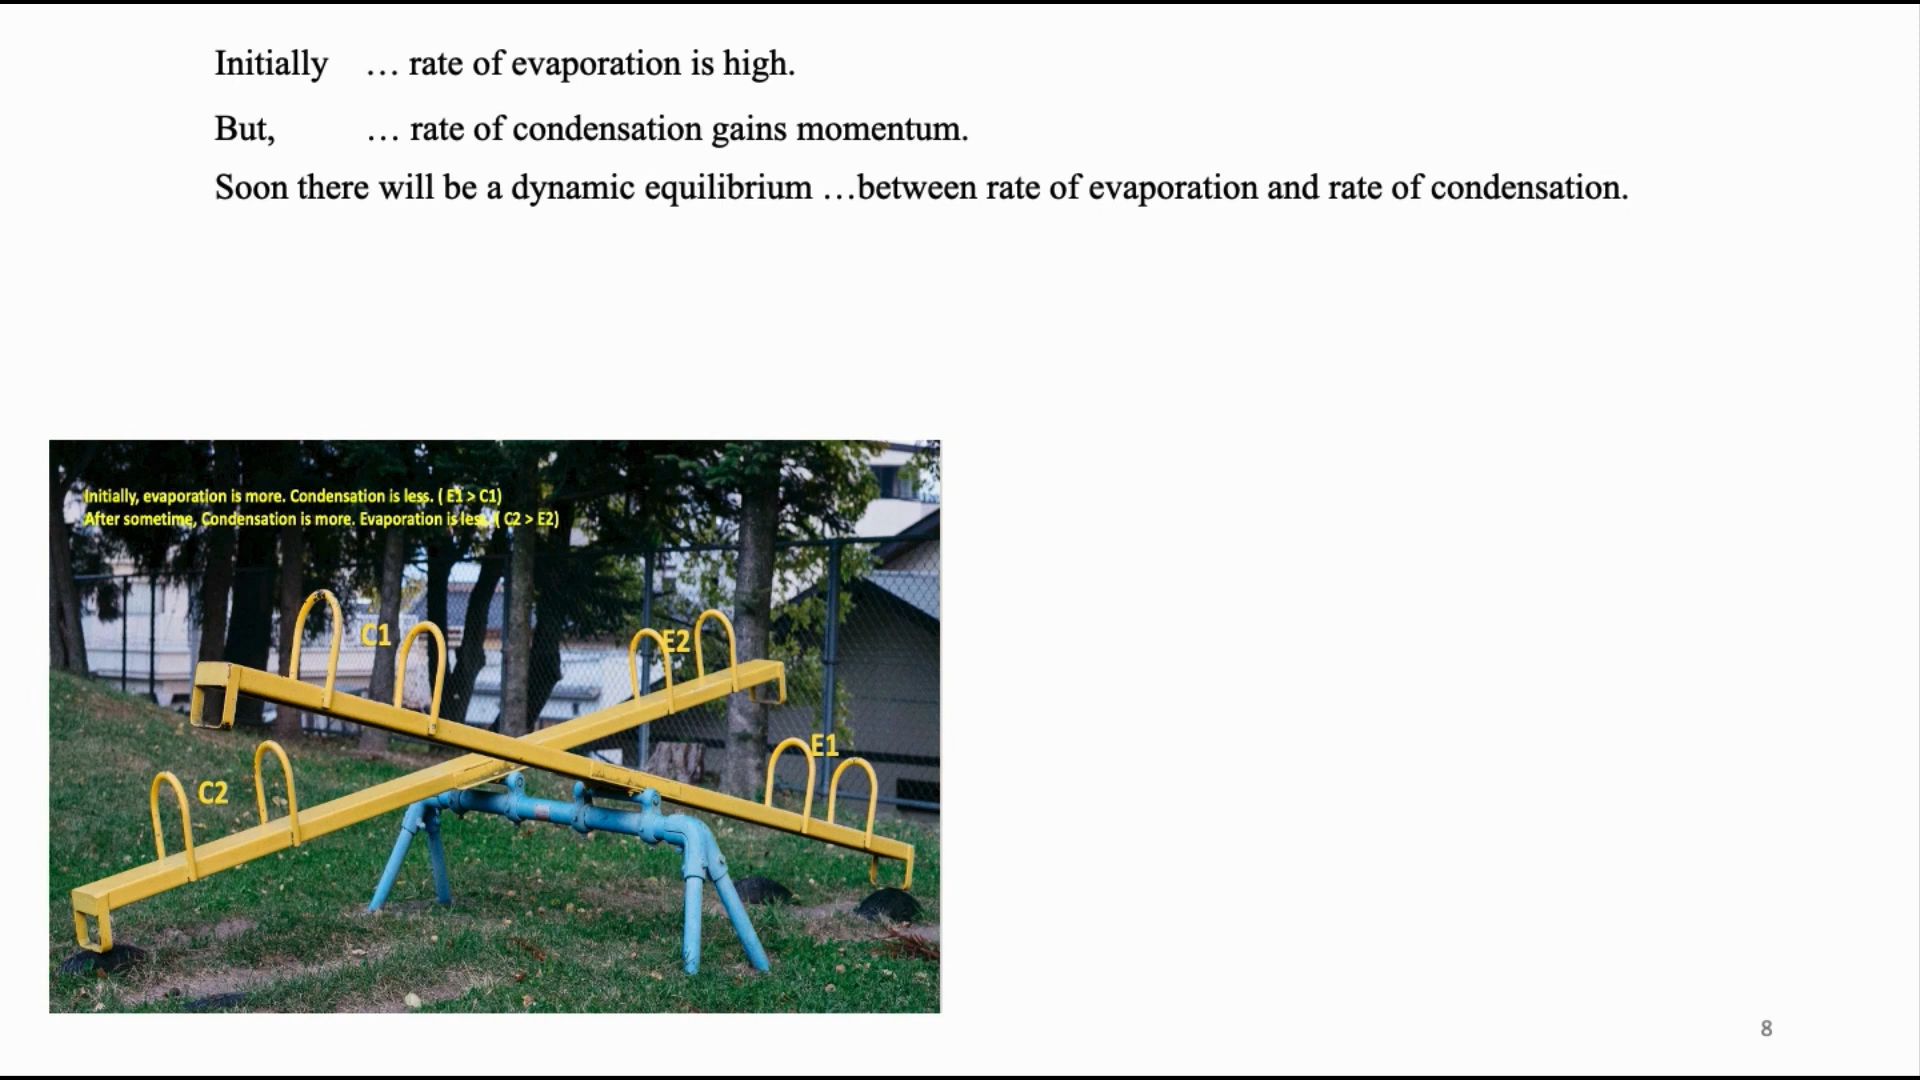 Initially … rate of evaporation is high.
But, … rate of condensation gains momentum.
Soon there will be a dynamic equilibrium …between rate of evaporation and rate of condensation.
Initially, evaporation is more. Condensation is less. ( E1 > C1)
After sometime, Condensation is more. Evaporation is less. ( C2 > E2)
C1
E2
E1
C2
8